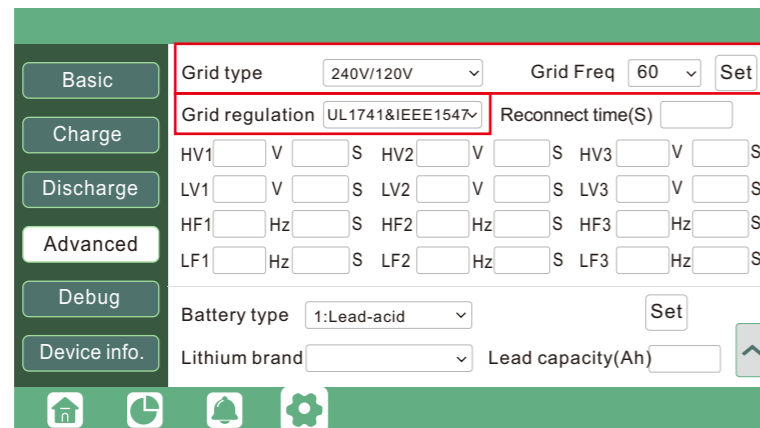 Basic
Charge
Discharge
Advanced
Debug
Device info.
Grid type 240V/120V Grid Freq 60 Set
Grid regulation UL1741&IEEE1547 Reconnect time(S)
HV1 V S HV2 V S HV3 V S
LV1 V S LV2 V S LV3 V S
HF1 Hz S HF2 Hz S HF3 Hz S
LF1 Hz S LF2 Hz S LF3 Hz S
Battery type 1:Lead-acid Set
Lithium brand Lead capacity(Ah)